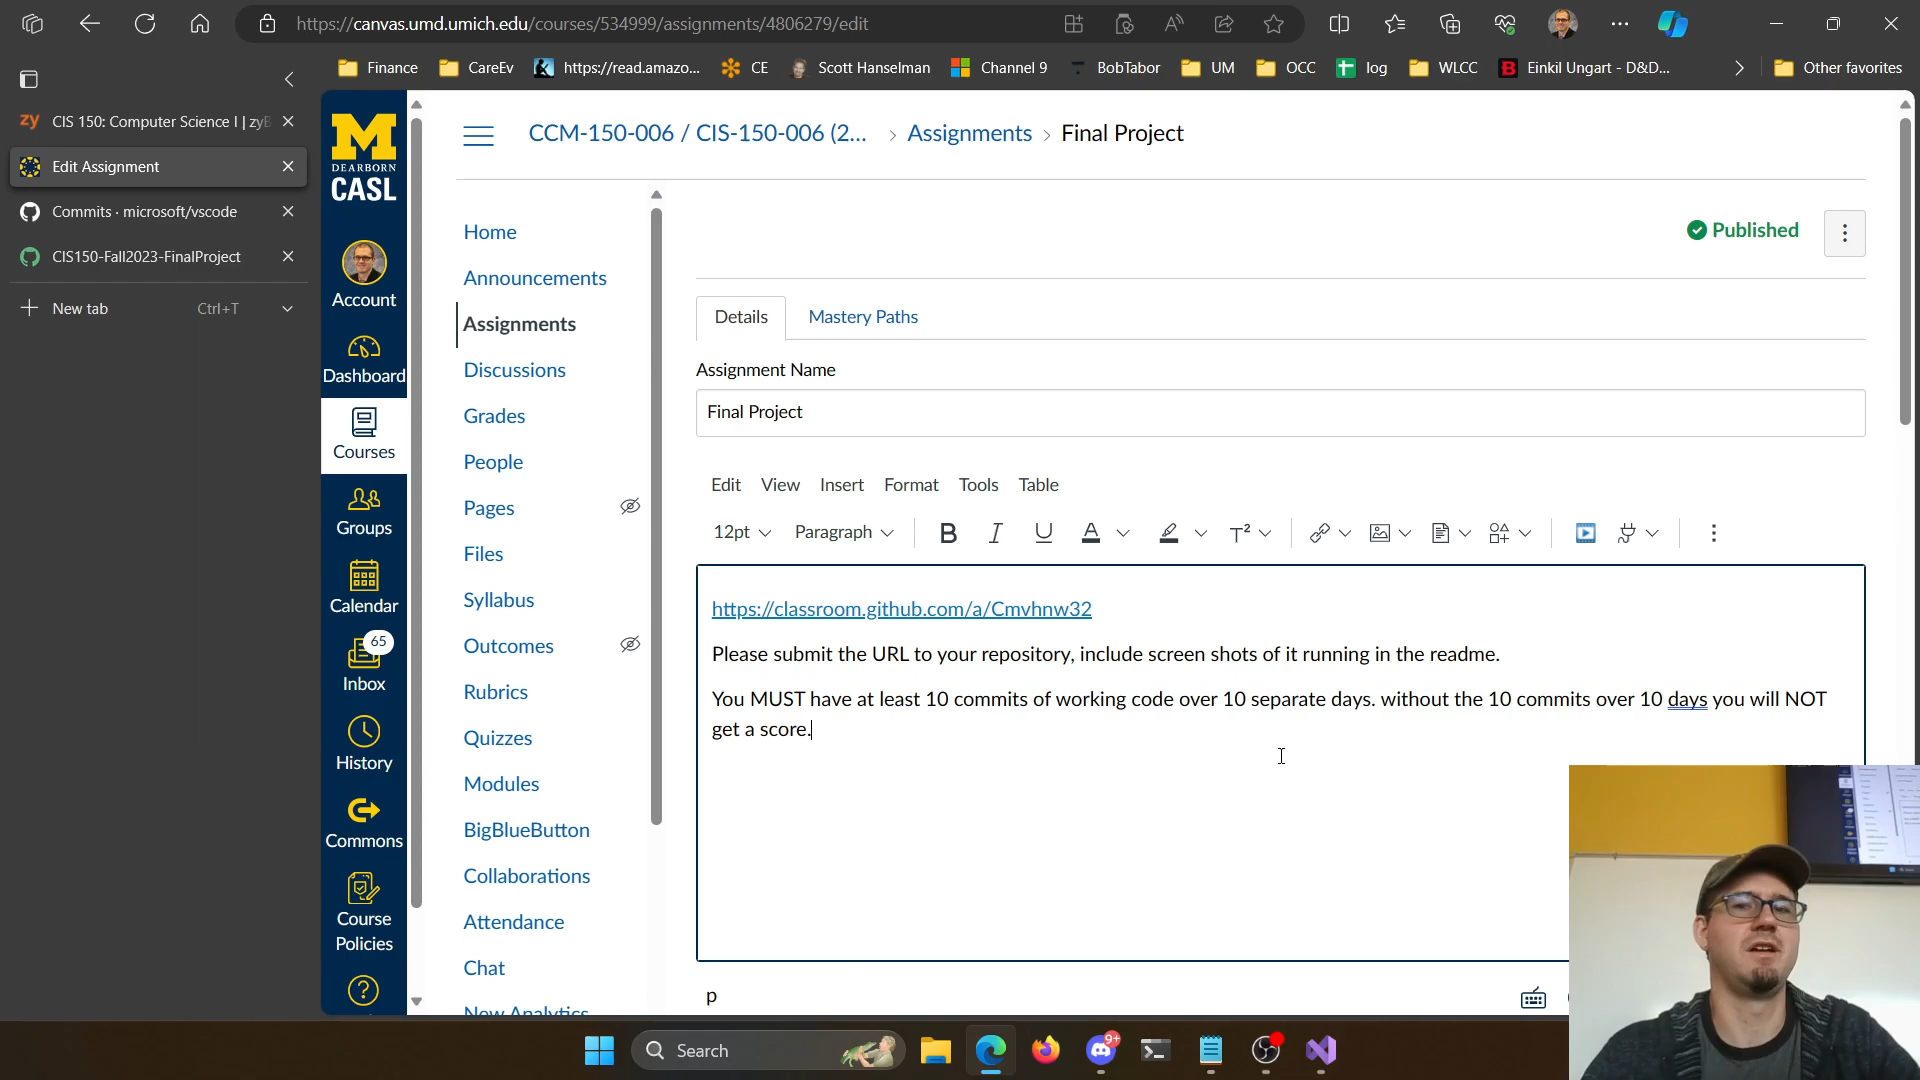 https://canvas.umd.umich.edu/courses/534999/assignments/4806279/edit
Finance
CareEv
https://read.amazo...
CE
Scott Hanselman
Channel 9
BobTabor
UM
OCC
log
WLCC
Einkil Ungart - D&D...
Other favorites
zy CIS 150: Computer Science I | zyB
Edit Assignment
Commits · microsoft/vscode
CIS150-Fall2023-FinalProject
New tab
Ctrl+T
M
DEARBORN
CASL
Account
Dashboard
Courses
Groups
Calendar
65
Inbox
History
Commons
Course
Policies
CCM-150-006 / CIS-150-006 (2... > Assignments > Final Project
Home
Announcements
Assignments
Discussions
Grades
People
Pages
Files
Syllabus
Outcomes
Rubrics
Quizzes
Modules
BigBlueButton
Collaborations
Attendance
Chat
New Analytics
Published
Details
Mastery Paths
Assignment Name
Final Project
Edit View Insert Format Tools Table
12pt Paragraph B I U A T²
https://classroom.github.com/a/Cmvhnw32
Please submit the URL to your repository, include screen shots of it running in the readme.
You MUST have at least 10 commits of working code over 10 separate days. without the 10 commits over 10 days you will NOT
get a score.
p
Search
9+